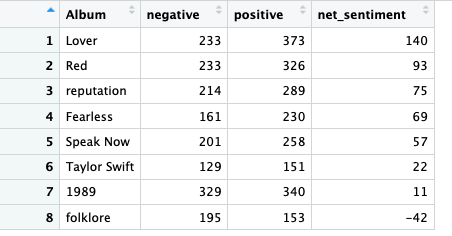 Album negative positive net_sentiment
1 Lover 233 373 140
2 Red 233 326 93
3 reputation 214 289 75
4 Fearless 161 230 69
5 Speak Now 201 258 57
6 Taylor Swift 129 151 22
7 1989 329 340 11
8 folklore 195 153 -42